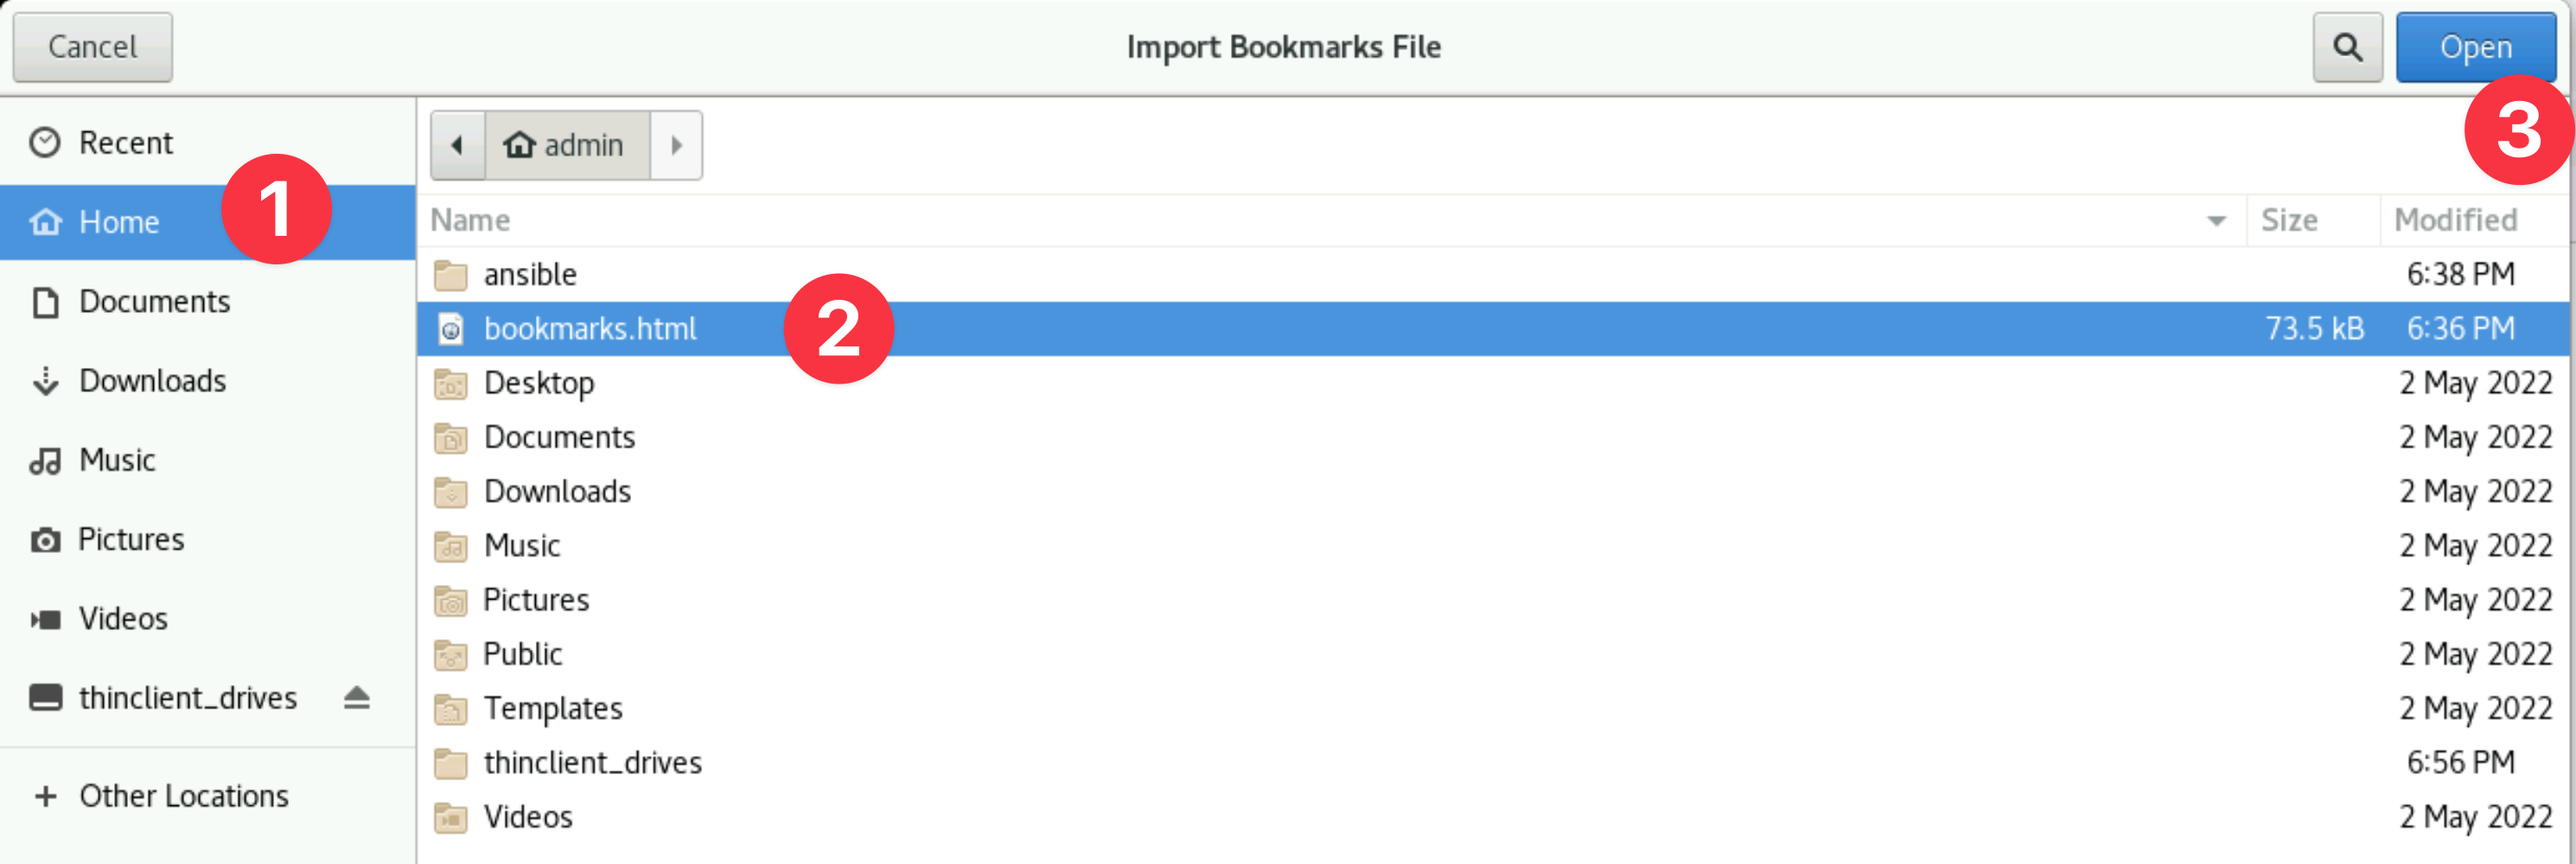 Cancel Import Bookmarks File Open
3
Recent
1
Home
Documents
Downloads
Music
Pictures
Videos
thinclient_drives
Other Locations
admin
Name Size Modified
ansible 6:38 PM
bookmarks.html 2 73.5 kB 6:36 PM
Desktop 2 May 2022
Documents 2 May 2022
Downloads 2 May 2022
Music 2 May 2022
Pictures 2 May 2022
Public 2 May 2022
Templates 2 May 2022
thinclient_drives 6:56 PM
Videos 2 May 2022